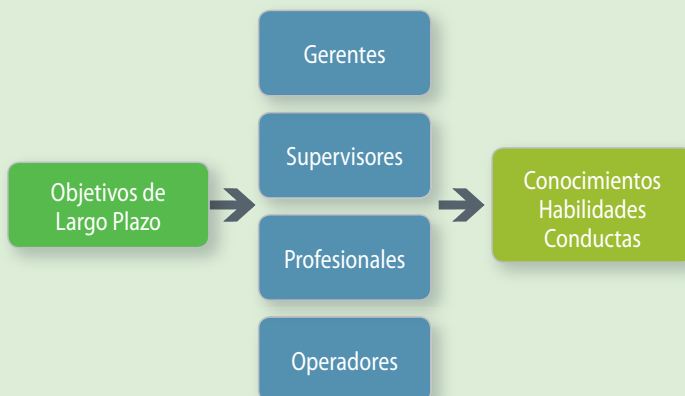 Objetivos de
Largo Plazo
Gerentes
Supervisores
Profesionales
Operadores
Conocimientos
Habilidades
Conductas